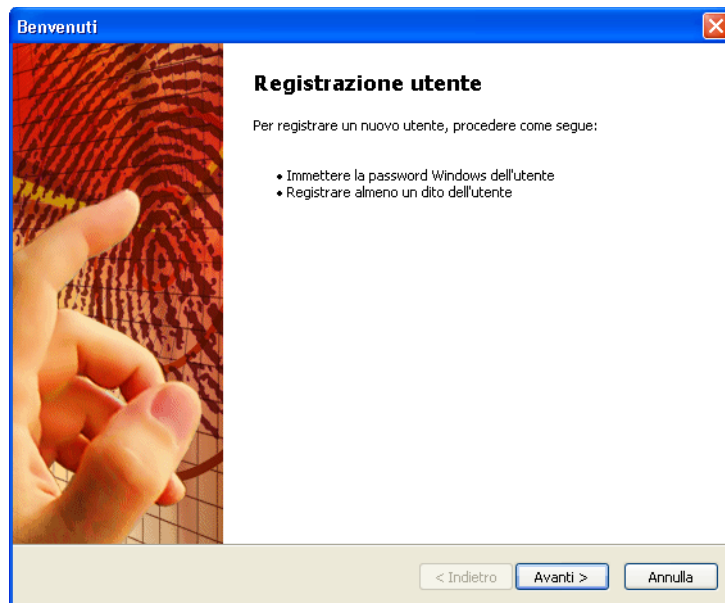 Benvenuti
Registrazione utente
Per registrare un nuovo utente, procedere come segue:
• Immettere la password Windows dell'utente
• Registrare almeno un dito dell'utente
< Indietro
Avanti >
Annulla